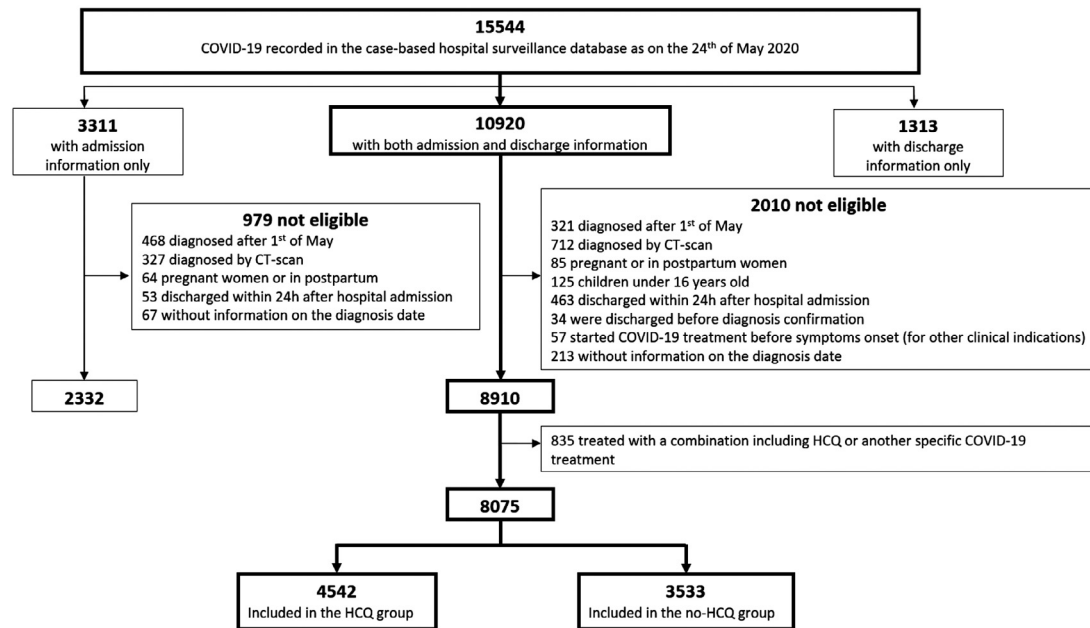 15544
COVID-19 recorded in the case-based hospital surveillance database as on the 24th of May 2020
3311
with admission
information only
10920
with both admission and discharge information
1313
with discharge
information only
979 not eligible
468 diagnosed after 1st of May
327 diagnosed by CT-scan
64 pregnant women or in postpartum
53 discharged within 24h after hospital admission
67 without information on the diagnosis date
2010 not eligible
321 diagnosed after 1st of May
712 diagnosed by CT-scan
85 pregnant or in postpartum women
125 children under 16 years old
463 discharged within 24h after hospital admission
34 were discharged before diagnosis confirmation
57 started COVID-19 treatment before symptoms onset (for other clinical indications)
213 without information on the diagnosis date
2332
8910
835 treated with a combination including HCQ or another specific COVID-19
treatment
8075
4542
Included in the HCQ group
3533
Included in the no-HCQ group